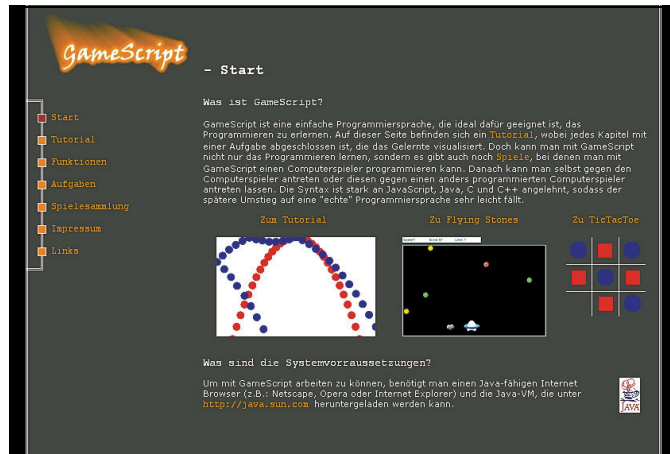 GameScript
- Start
Start
Tutorial
Funktionen
Aufgaben
Spielesammlung
Impressum
Links
Was ist GameScript?
GameScript ist eine einfache Programmiersprache, die ideal dafür geeignet ist, das
Programmieren zu erlernen. Auf dieser Seite befinden sich ein Tutorial, wobei jedes Kapitel mit
einer Aufgabe abgeschlossen ist, die das Gelernte visualisiert. Doch kann man mit GameScript
nicht nur das Programmieren lernen, sondern es gibt auch noch Spiele, bei denen man mit
GameScript einen Computerspieler programmieren kann. Danach kann man selbst gegen den
Computerspieler antreten oder diesen gegen einen anders programmierten Computerspieler
antreten lassen. Die Syntax ist stark an JavaScript, Java, C und C++ angelehnt, sodass der
spätere Umstieg auf eine "echte" Programmiersprache sehr leicht fällt.
Zum Tutorial
Zu Flying Stones
Zu TicTacToe
Was sind die Systemvorraussetzungen?
Um mit GameScript arbeiten zu können, benötigt man einen Java-fähigen Internet
Browser (z.B.: Netscape, Opera oder Internet Explorer) und die Java-VM, die unter
http://java.sun.com heruntergeladen werden kann.
JAVA